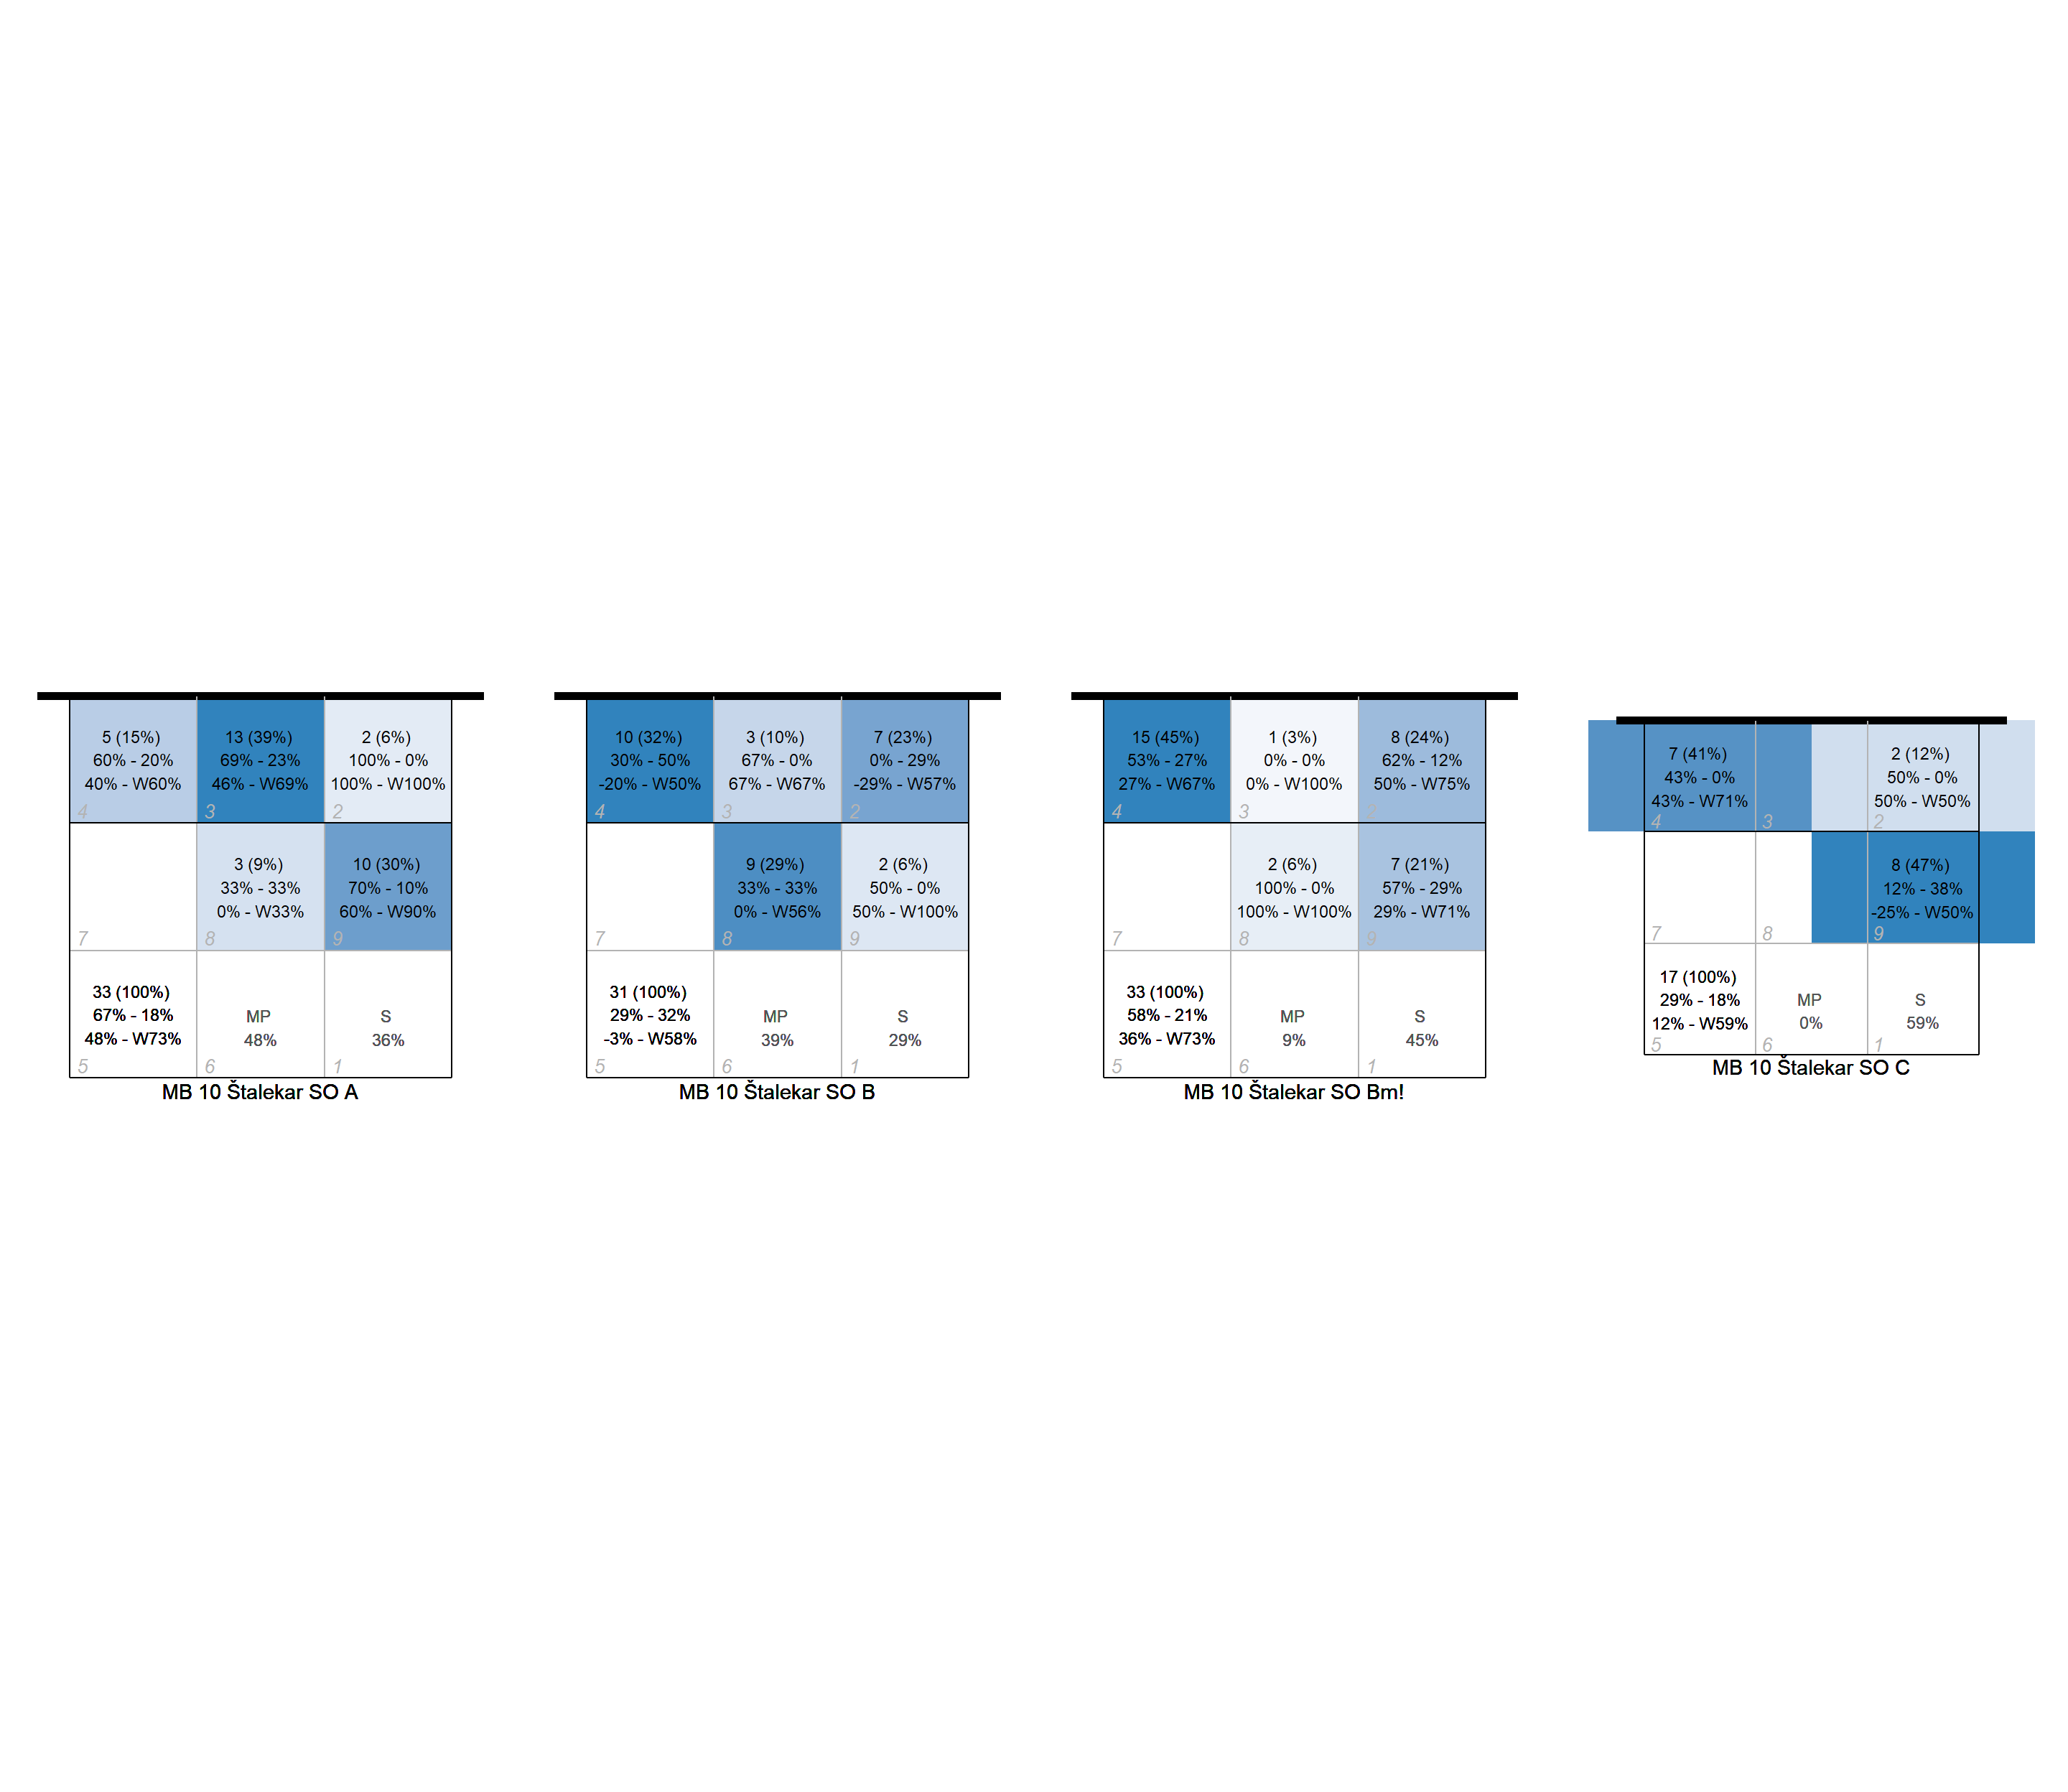 5 (15%)
60% - 20%
40% - W60%
4
13 (39%)
69% - 23%
46% - W69%
3
2 (6%)
100% - 0%
100% - W100%
2
7
3 (9%)
33% - 33%
0% - W33%
8
10 (30%)
70% - 10%
60% - W90%
9
33 (100%)
67% - 18%
48% - W73%
5
MP
48%
6
S
36%
1
MB 10 Štalekar SO A
10 (32%)
30% - 50%
-20% - W50%
4
3 (10%)
67% - 0%
67% - W67%
3
7 (23%)
0% - 29%
-29% - W57%
2
7
9 (29%)
33% - 33%
0% - W56%
8
2 (6%)
50% - 0%
50% - W100%
9
31 (100%)
29% - 32%
-3% - W58%
5
MP
39%
6
S
29%
1
MB 10 Štalekar SO B
15 (45%)
53% - 27%
27% - W67%
4
1 (3%)
0% - 0%
0% - W100%
3
8 (24%)
62% - 12%
50% - W75%
2
7
2 (6%)
100% - 0%
100% - W100%
8
7 (21%)
57% - 29%
29% - W71%
9
33 (100%)
58% - 21%
36% - W73%
5
MP
9%
6
S
45%
1
MB 10 Štalekar SO Bm!
7 (41%)
43% - 0%
43% - W71%
4
3
2 (12%)
50% - 0%
50% - W50%
2
7
8
8 (47%)
12% - 38%
-25% - W50%
9
17 (100%)
29% - 18%
12% - W59%
5
MP
0%
6
S
59%
1
MB 10 Štalekar SO C